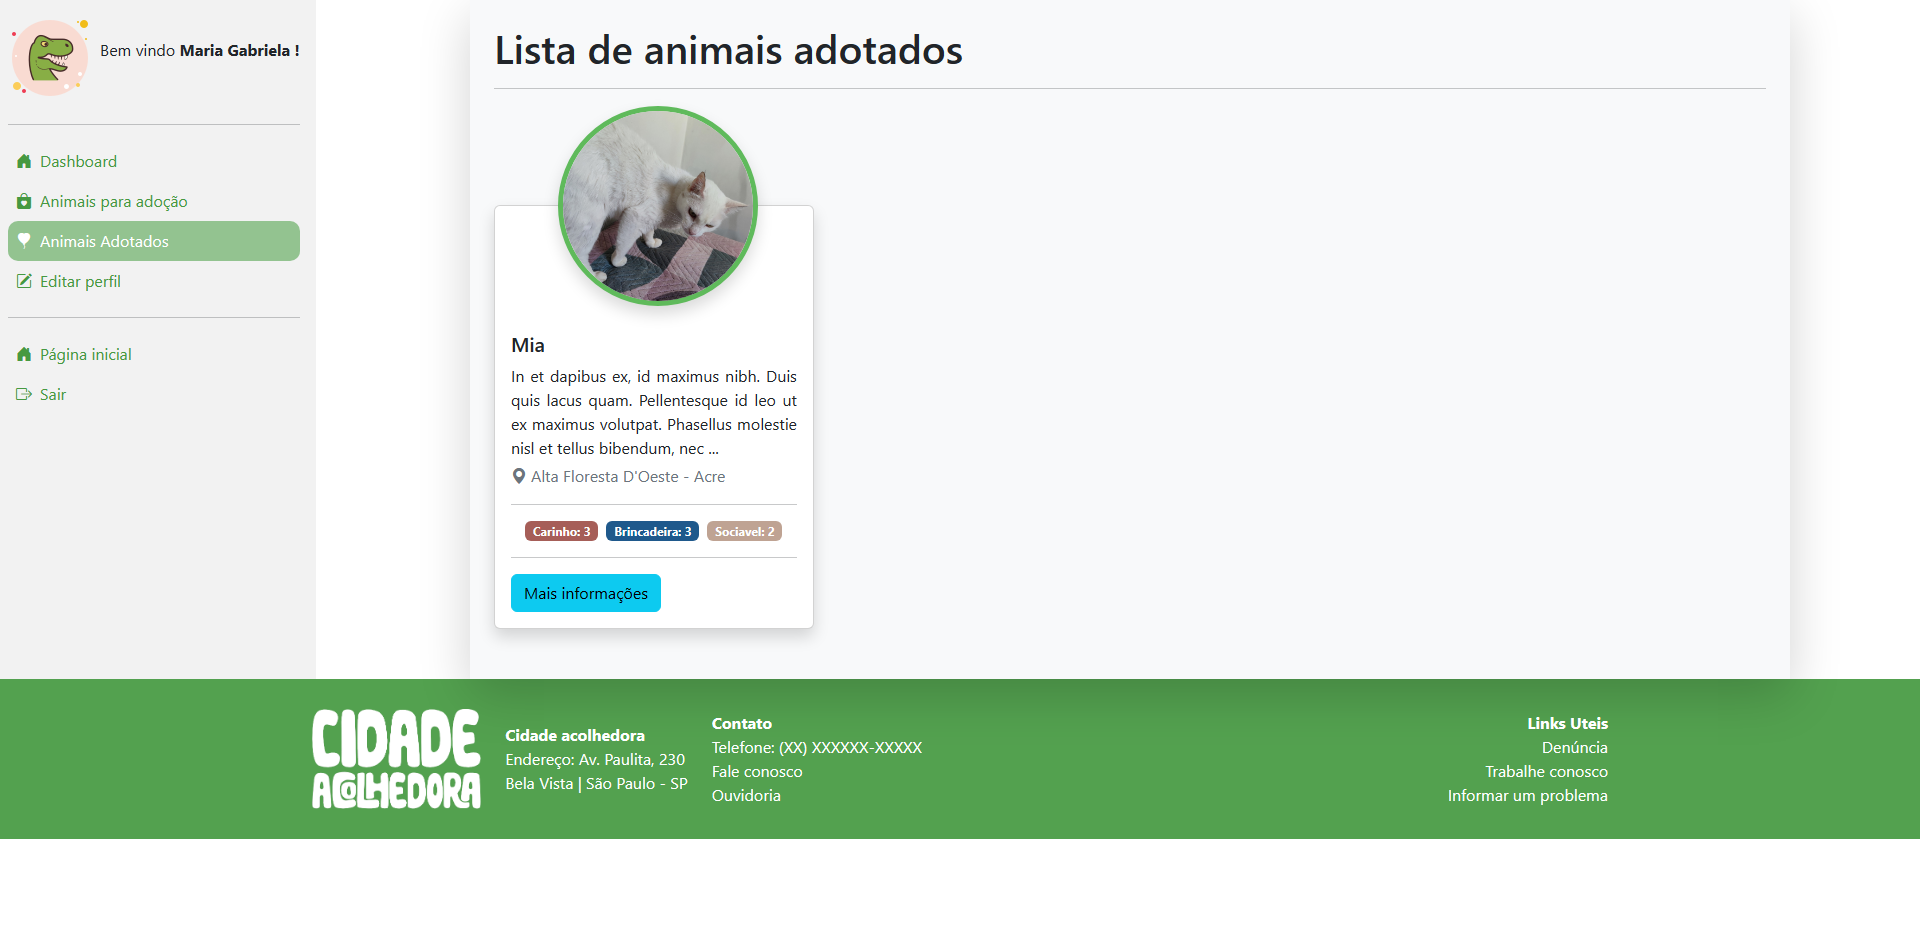 Bem vindo Maria Gabriela !
Dashboard
Animais para adoção
Animais Adotados
Editar perfil
Página inicial
Sair
Lista de animais adotados
Mia
In et dapibus ex, id maximus nibh. Duis
quis lacus quam. Pellentesque id leo ut
ex maximus volutpat. Phasellus molestie
nisl et tellus bibendum, nec ...
Alta Floresta D'Oeste - Acre
Carinho: 3 Brincadeira: 3 Sociavel: 2
Mais informações
CIDADE
ACOLHEDORA
Cidade acolhedora
Endereço: Av. Paulita, 230
Bela Vista | São Paulo - SP
Contato
Telefone: (XX) XXXXXX-XXXXX
Fale conosco
Ouvidoria
Links Uteis
Denúncia
Trabalhe conosco
Informar um problema